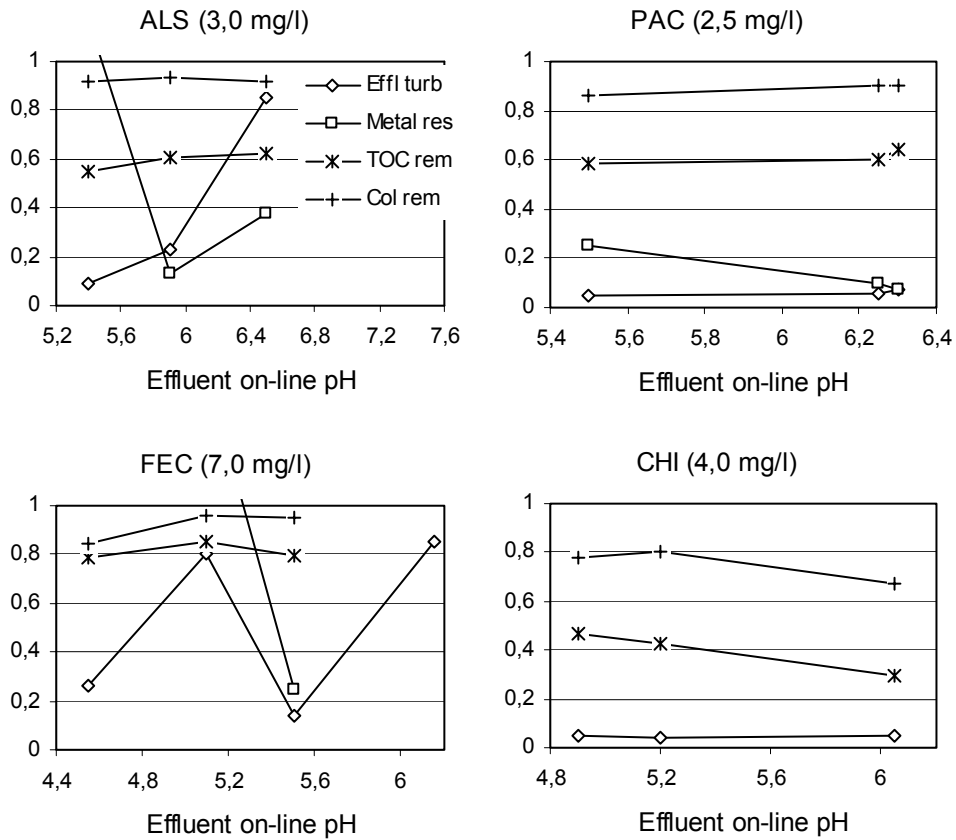 ALS (3,0 mg/l)
1
0,8
0,6
0,4
0,2
0
5,2 5,6 6 6,4 6,8 7,2 7,6
Effluent on-line pH
Effl turb
Metal res
TOC rem
Col rem
PAC (2,5 mg/l)
1
0,8
0,6
0,4
0,2
0
5,4 5,6 5,8 6 6,2 6,4
Effluent on-line pH
FEC (7,0 mg/l)
1
0,8
0,6
0,4
0,2
0
4,4 4,8 5,2 5,6 6
Effluent on-line pH
CHI (4,0 mg/l)
1
0,8
0,6
0,4
0,2
0
4,8 5,2 5,6 6
Effluent on-line pH